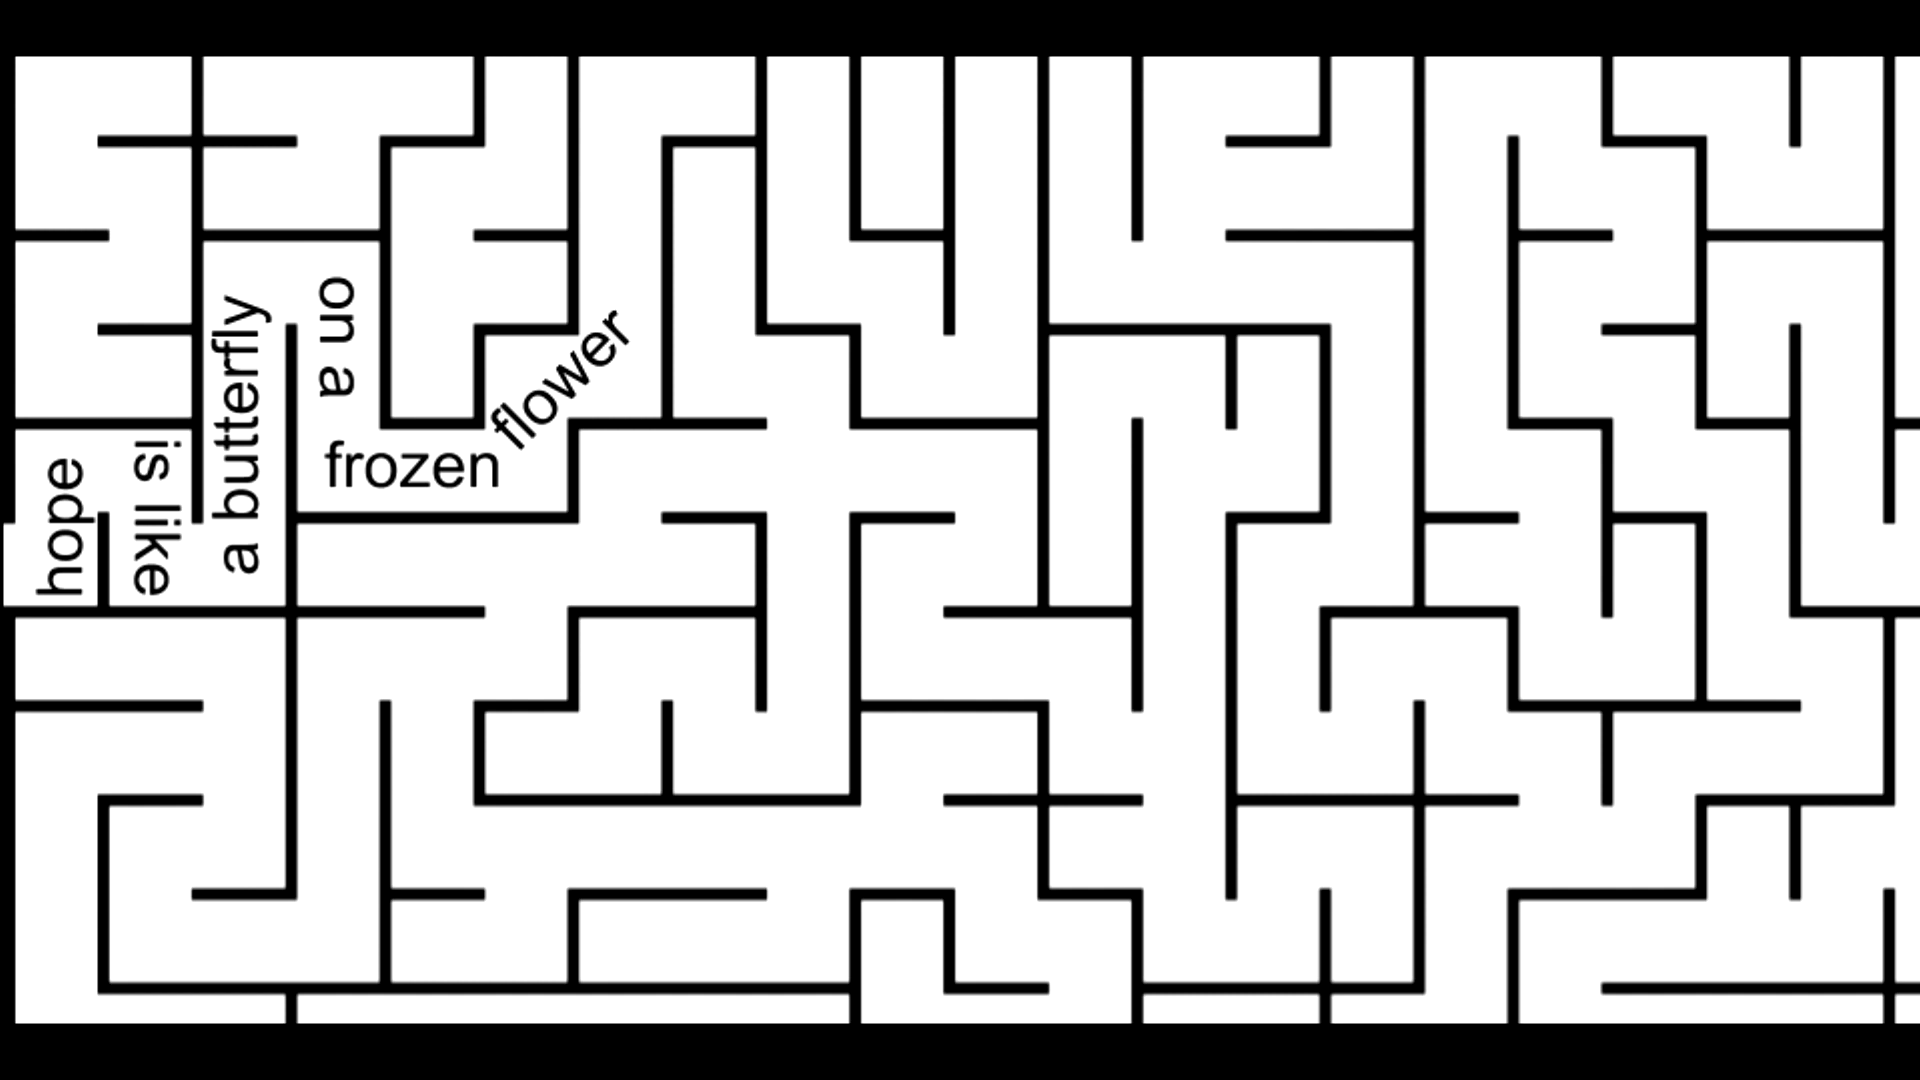 hope
is like
a butterfly
on a
frozen
flower